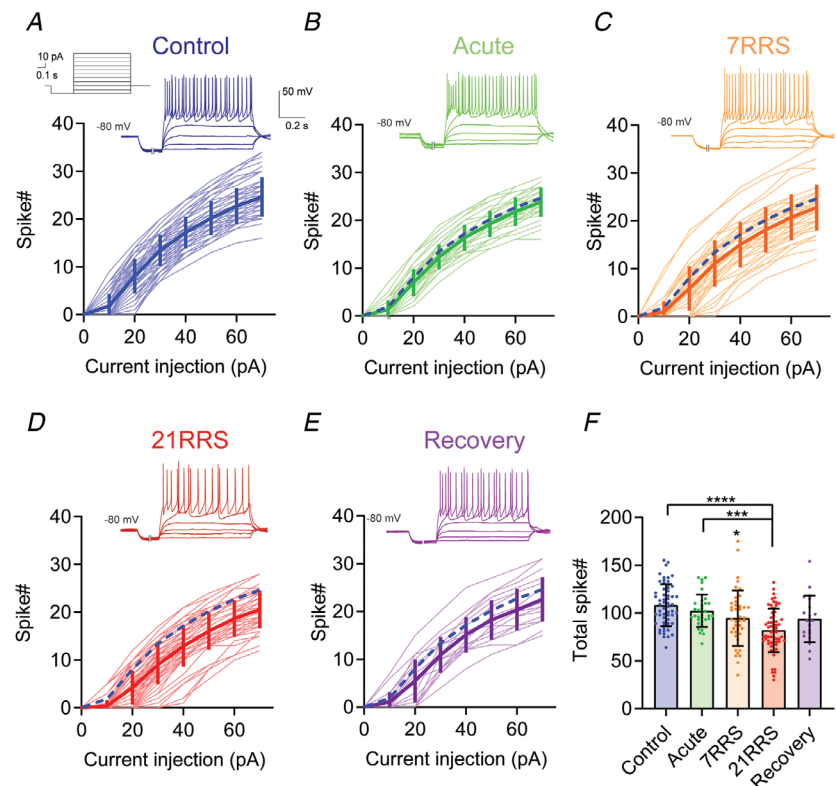 A
Control
10 pA
0.1 s
50 mV
0.2 s
-80 mV
Spike#
40
30
20
10
0
0 20 40 60
Current injection (pA)
B
Acute
-80 mV
Spike#
40
30
20
10
0
0 20 40 60
Current injection (pA)
C
7RRS
-80 mV
Spike#
40
30
20
10
0
0 20 40 60
Current injection (pA)
D
21RRS
-80 mV
Spike#
40
30
20
10
0
0 20 40 60
Current injection (pA)
E
Recovery
-80 mV
Spike#
40
30
20
10
0
0 20 40 60
Current injection (pA)
F
****
***
*
Total spike#
200
150
100
50
0
Control
Acute
7RRS
21RRS
Recovery